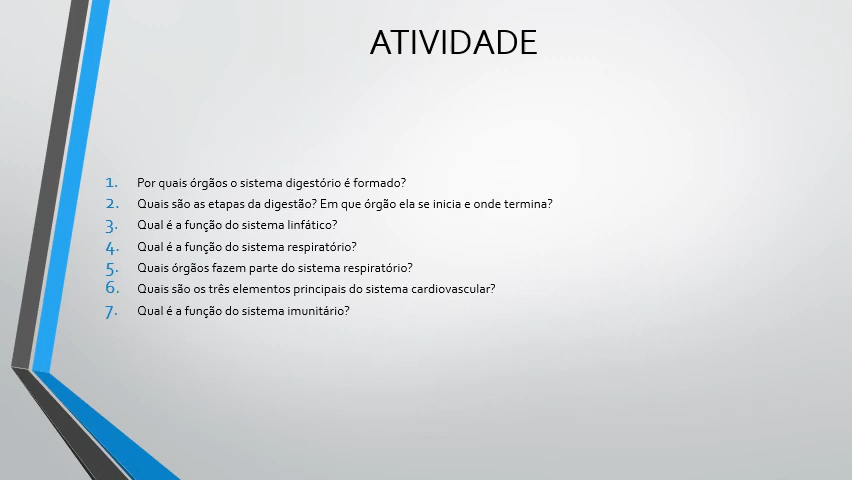 ATIVIDADE
1. Por quais órgãos o sistema digestório é formado?
2. Quais são as etapas da digestão? Em que órgão ela se inicia e onde termina?
3. Qual é a função do sistema linfático?
4. Qual é a função do sistema respiratório?
5. Quais órgãos fazem parte do sistema respiratório?
6. Quais são os três elementos principais do sistema cardiovascular?
7. Qual é a função do sistema imunitário?